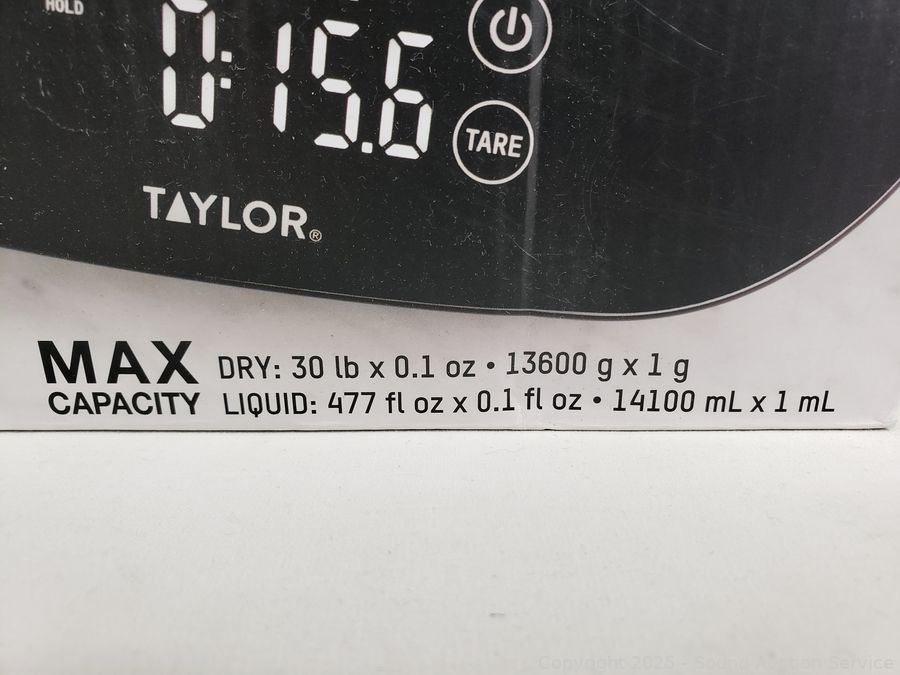 HOLD
0:15.6
TARE
TAYLOR®
MAX CAPACITY
DRY: 30 lb x 0.1 oz • 13600 g x 1 g
LIQUID: 477 fl oz x 0.1 fl oz • 14100 mL x 1 mL
Copyright 2025 - Sound Auction Service